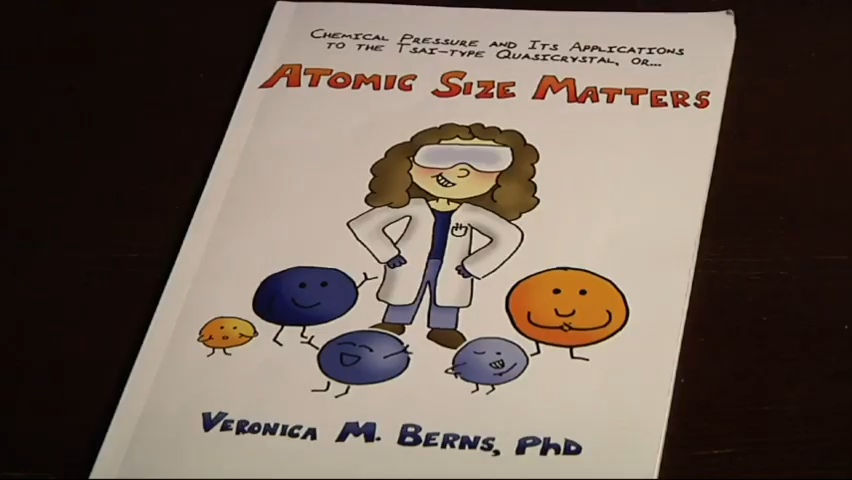 Chemical Pressure and Its Applications
to the Tsai-type Quasicrystal, or...
Atomic Size Matters
Veronica M. Berns, PhD